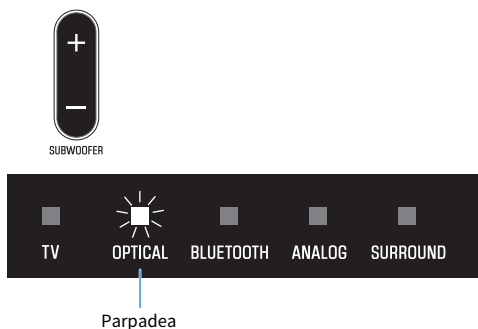 +
−
SUBWOOFER
TV OPTICAL BLUETOOTH ANALOG SURROUND
Parpadea